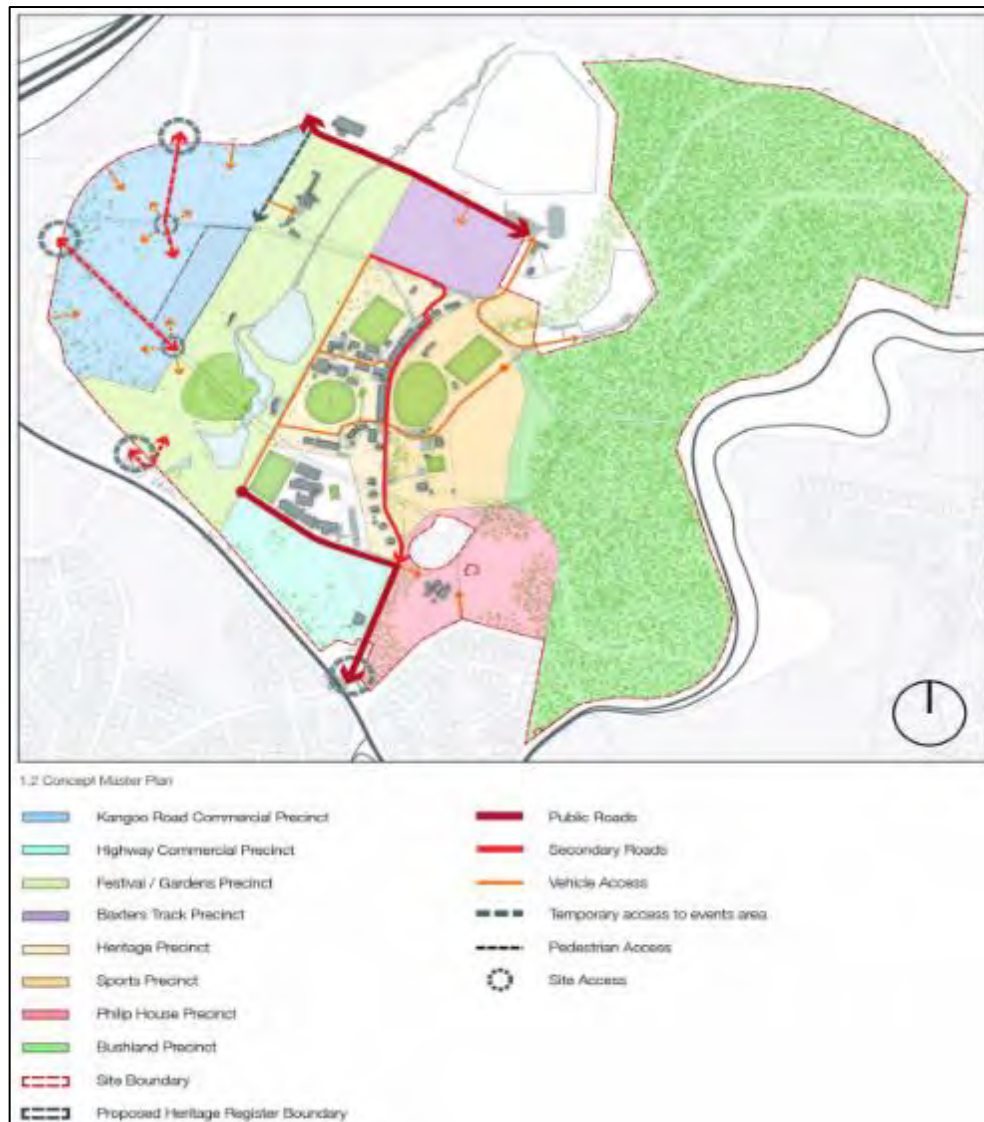 1.2 Concept Master Plan
Kangoo Road Commercial Precinct
Highway Commercial Precinct
Festival / Gardens Precinct
Baxters Track Precinct
Heritage Precinct
Sports Precinct
Philip House Precinct
Bushland Precinct
Site Boundary
Proposed Heritage Register Boundary
Public Roads
Secondary Roads
Vehicle Access
Temporary access to events area
Pedestrian Access
Site Access